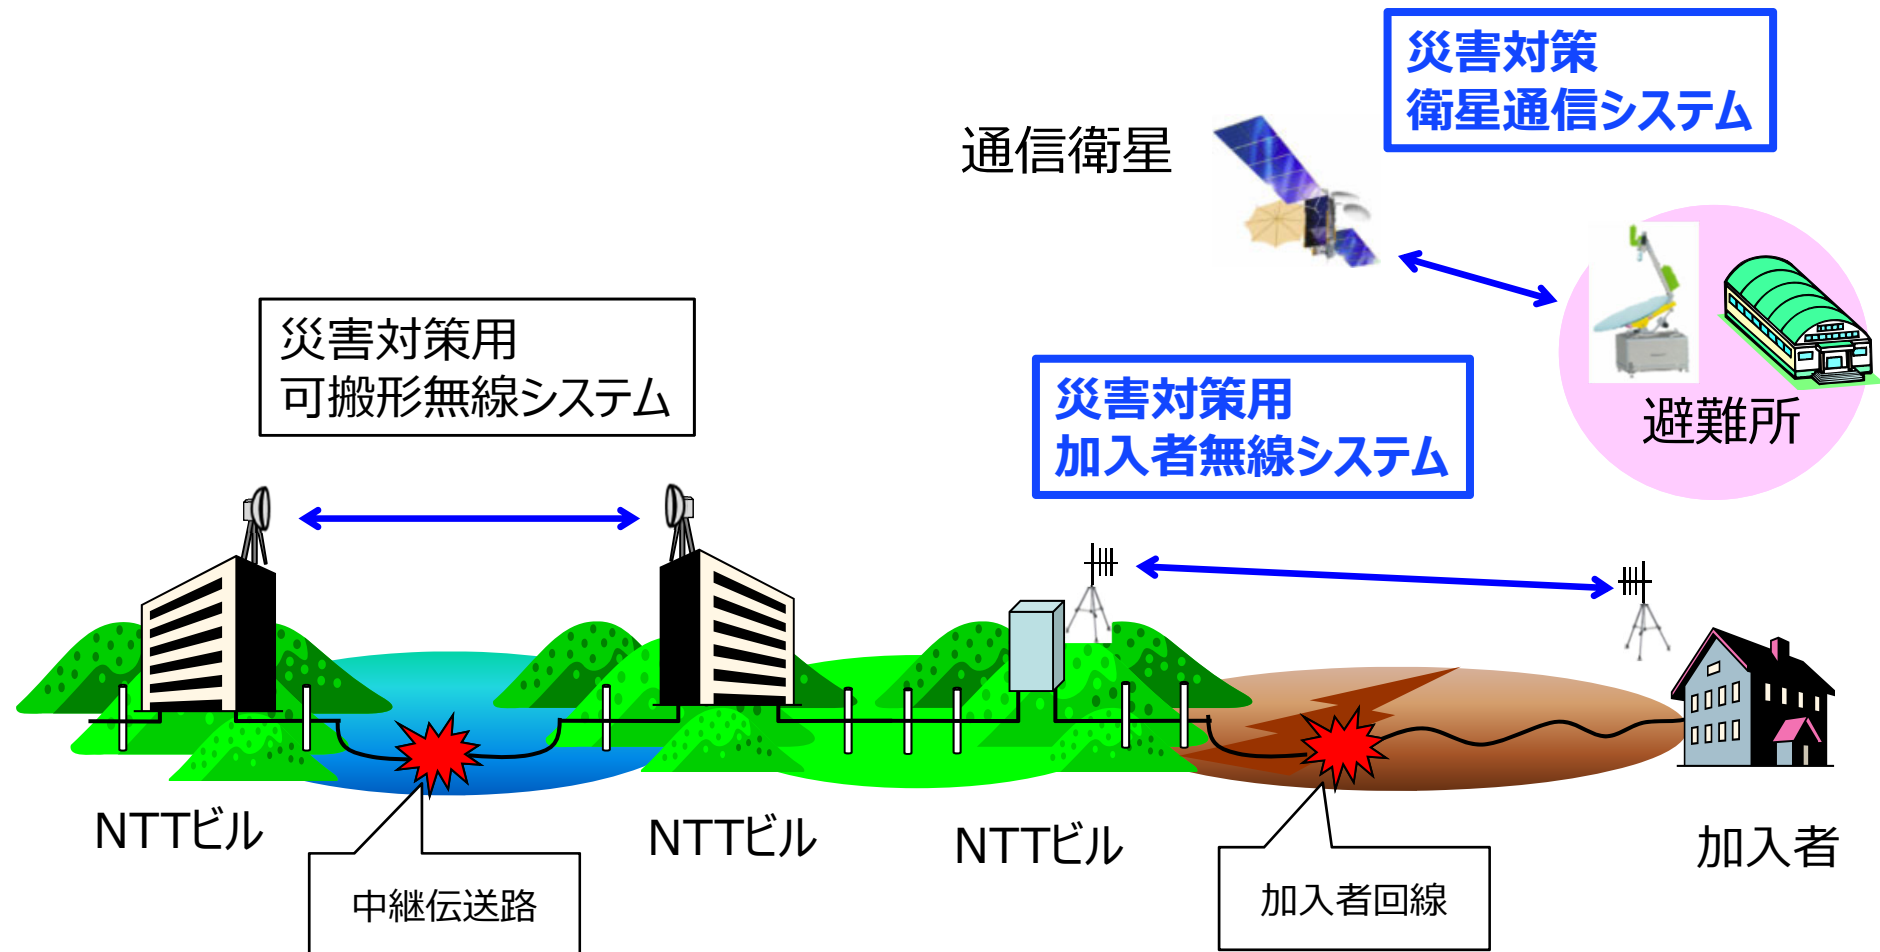 災害対策
衛星通信システム
通信衛星
災害対策用
可搬形無線システム
災害対策用
加入者無線システム
避難所
NTTビル
NTTビル
NTTビル
加入者
中継伝送路
加入者回線